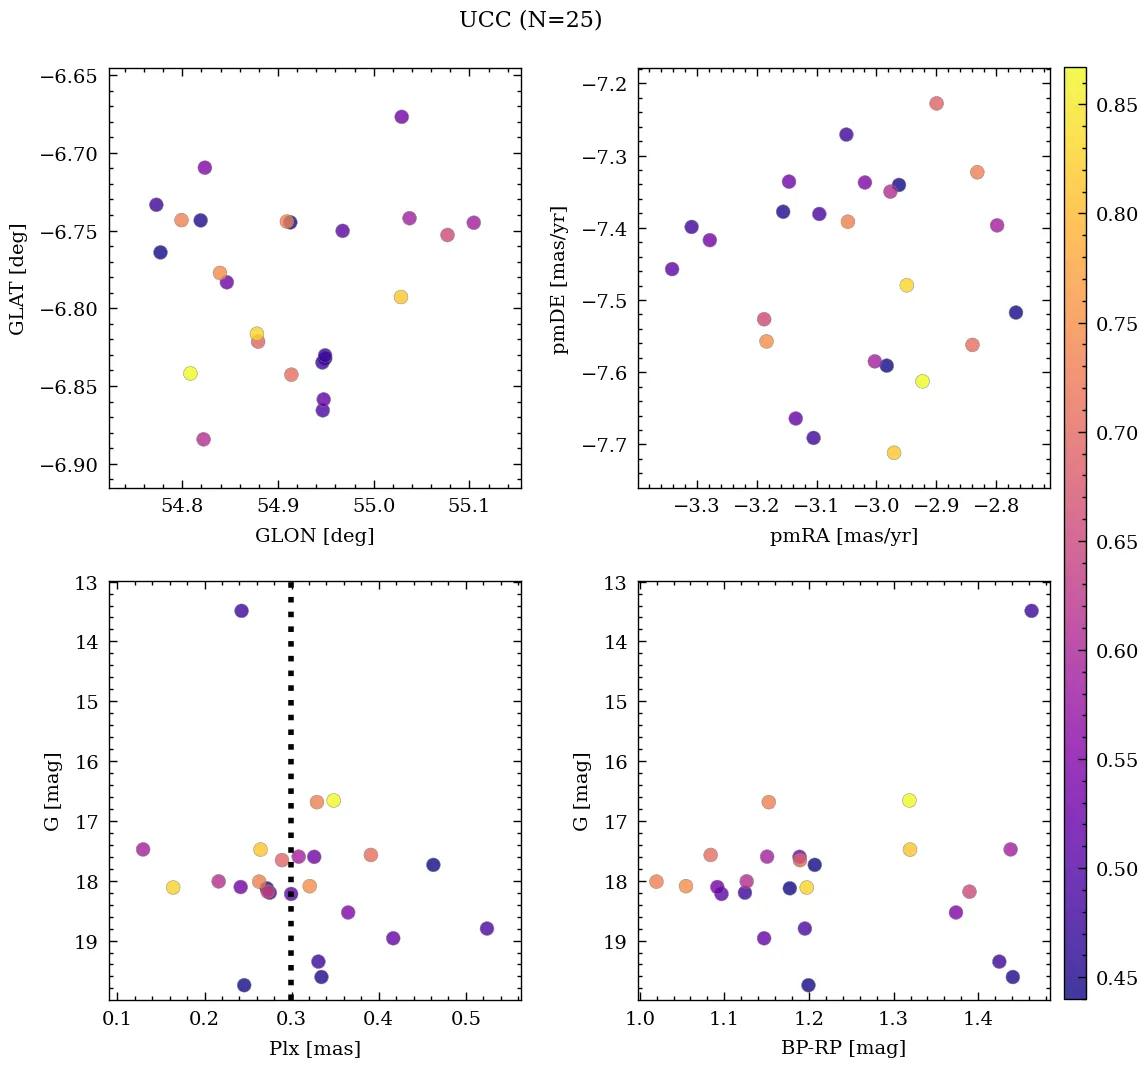 UCC (N=25)
−6.65
−6.70
−6.75
−6.80
−6.85
−6.90
GLAT [deg]
54.8 54.9 55.0 55.1
GLON [deg]
−7.2
−7.3
−7.4
−7.5
−7.6
−7.7
pmDE [mas/yr]
−3.3 −3.2 −3.1 −3.0 −2.9 −2.8
pmRA [mas/yr]
13
14
15
16
17
18
19
G [mag]
0.1 0.2 0.3 0.4 0.5
Plx [mas]
13
14
15
16
17
18
19
G [mag]
1.0 1.1 1.2 1.3 1.4
BP-RP [mag]
0.85
0.80
0.75
0.70
0.65
0.60
0.55
0.50
0.45